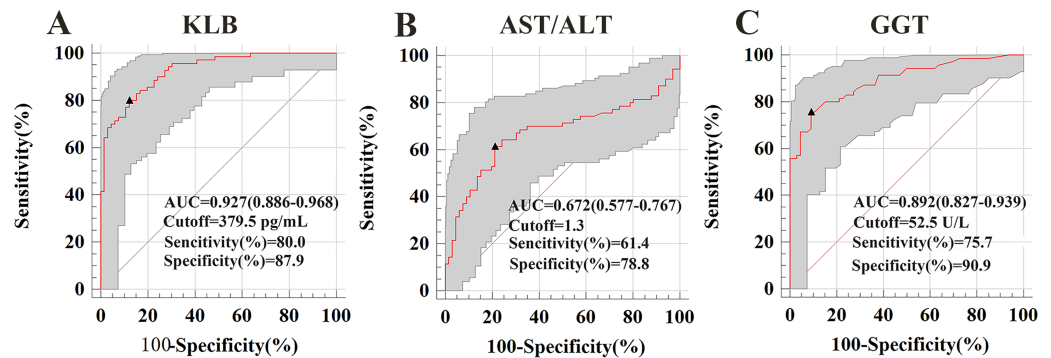 A KLB
Sensitivity(%)
100
80
60
40
20
0
AUC=0.927(0.886-0.968)
Cutoff=379.5 pg/mL
Sencitivity(%)=80.0
Specificity(%)=87.9
0 20 40 60 80 100
100-Specificity(%)
B AST/ALT
Sensitivity(%)
100
80
60
40
20
0
AUC=0.672(0.577-0.767)
Cutoff=1.3
Sencitivity(%)=61.4
Specificity(%)=78.8
0 20 40 60 80 100
100-Specificity(%)
C GGT
Sensitivity(%)
100
80
60
40
20
0
AUC=0.892(0.827-0.939)
Cutoff=52.5 U/L
Sencitivity(%)=75.7
Specificity(%)=90.9
0 20 40 60 80 100
100-Specificity(%)